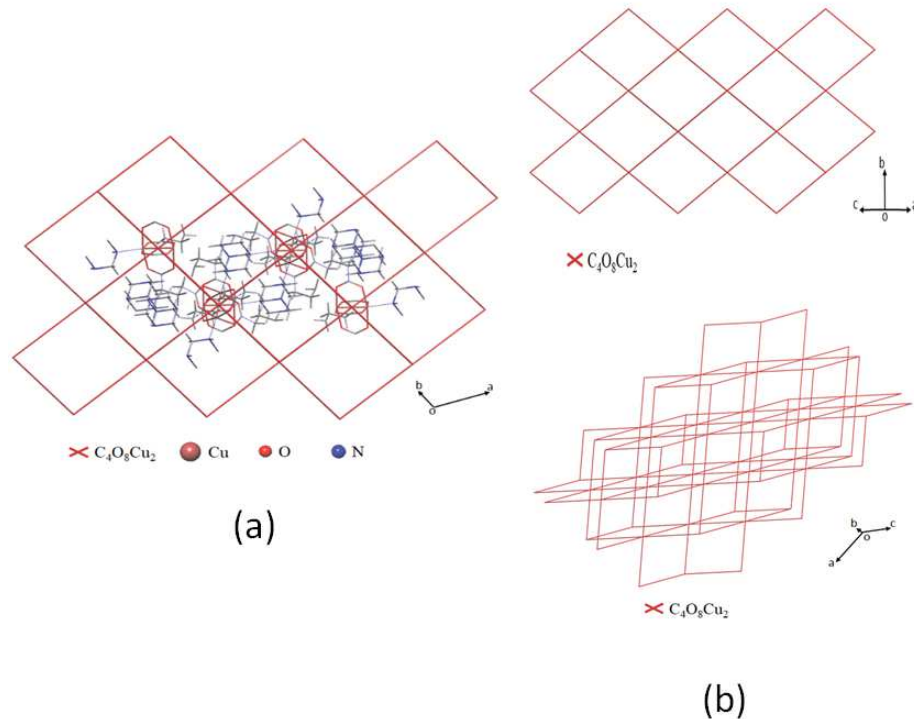 b
a
o
C₄O₈Cu₂ Cu O N
(a)
b
c o a
C₄O₈Cu₂
b c
o
a
C₄O₈Cu₂
(b)